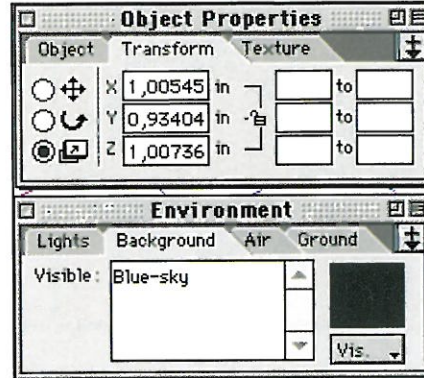 Object Properties
Object Transform Texture
X 1,00545 in to
Y 0,93404 in to
Z 1,00736 in to
Environment
Lights Background Air Ground
Visible: Blue-sky
Vis.